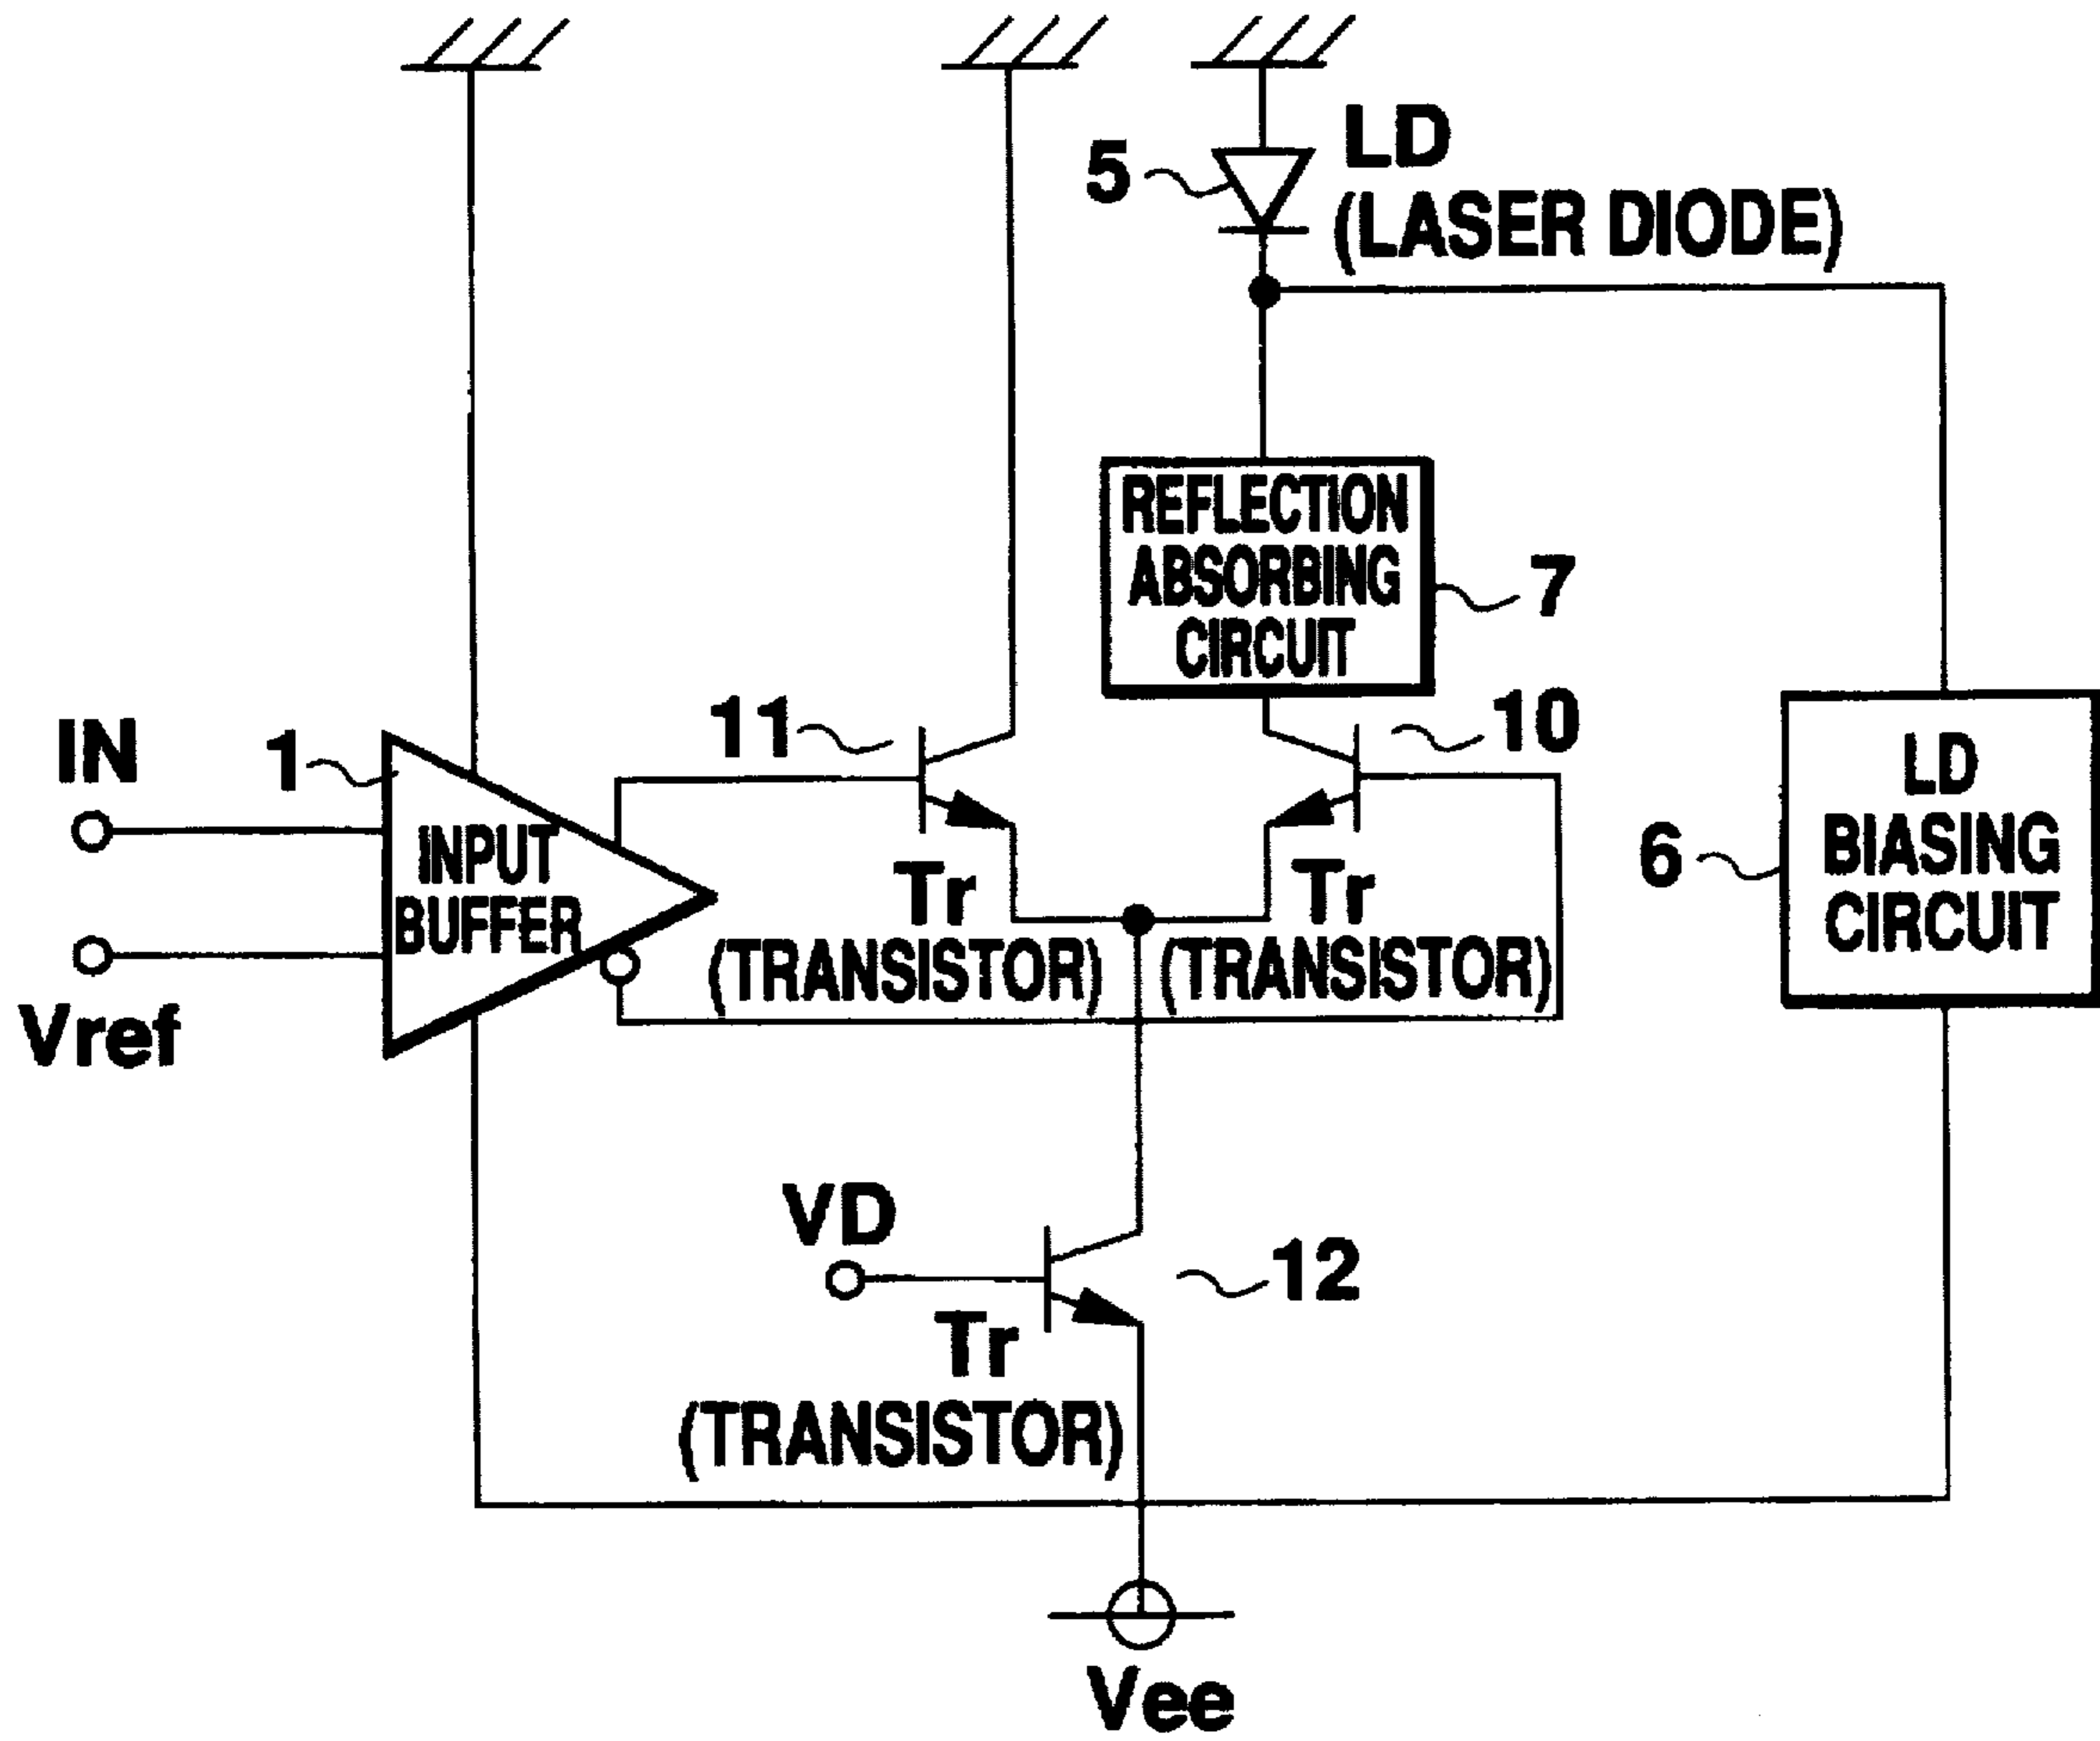 LD
5
(LASER DIODE)
REFLECTION
ABSORBING
CIRCUIT
7
11
10
IN
1
LD
BIASING
CIRCUIT
6
INPUT
BUFFER
Tr
(TRANSISTOR)
Tr
(TRANSISTOR)
Vref
VD
12
Tr
(TRANSISTOR)
Vee